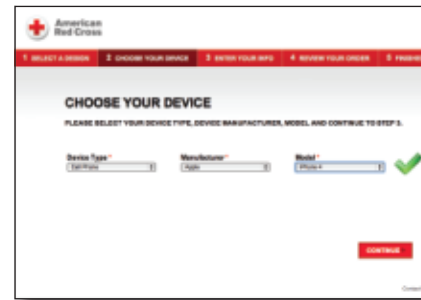 American
Red Cross
1 SELECT A DESIGN 2 CHOOSE YOUR DEVICE 3 ENTER YOUR INFO 4 REVIEW YOUR ORDER 5 FINISHED
CHOOSE YOUR DEVICE
PLEASE SELECT YOUR DEVICE TYPE, DEVICE MANUFACTURER, MODEL AND CONTINUE TO STEP 3.
Device Type* Manufacturer* Model*
Cell Phone Apple iPhone 4
CONTINUE